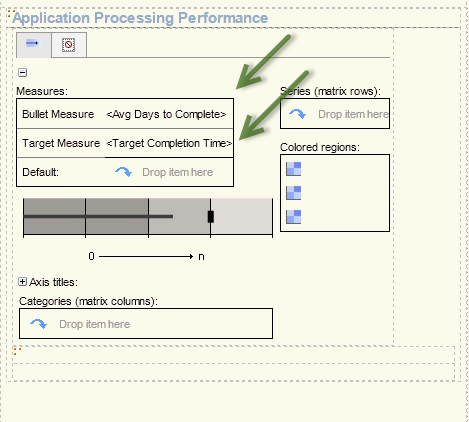 Application Processing Performance
Measures:
Bullet Measure <Avg Days to Complete>
Target Measure <Target Completion Time>
Default: Drop item here
Series (matrix rows):
Drop item here
Colored regions:
0 n
Axis titles:
Categories (matrix columns):
Drop item here